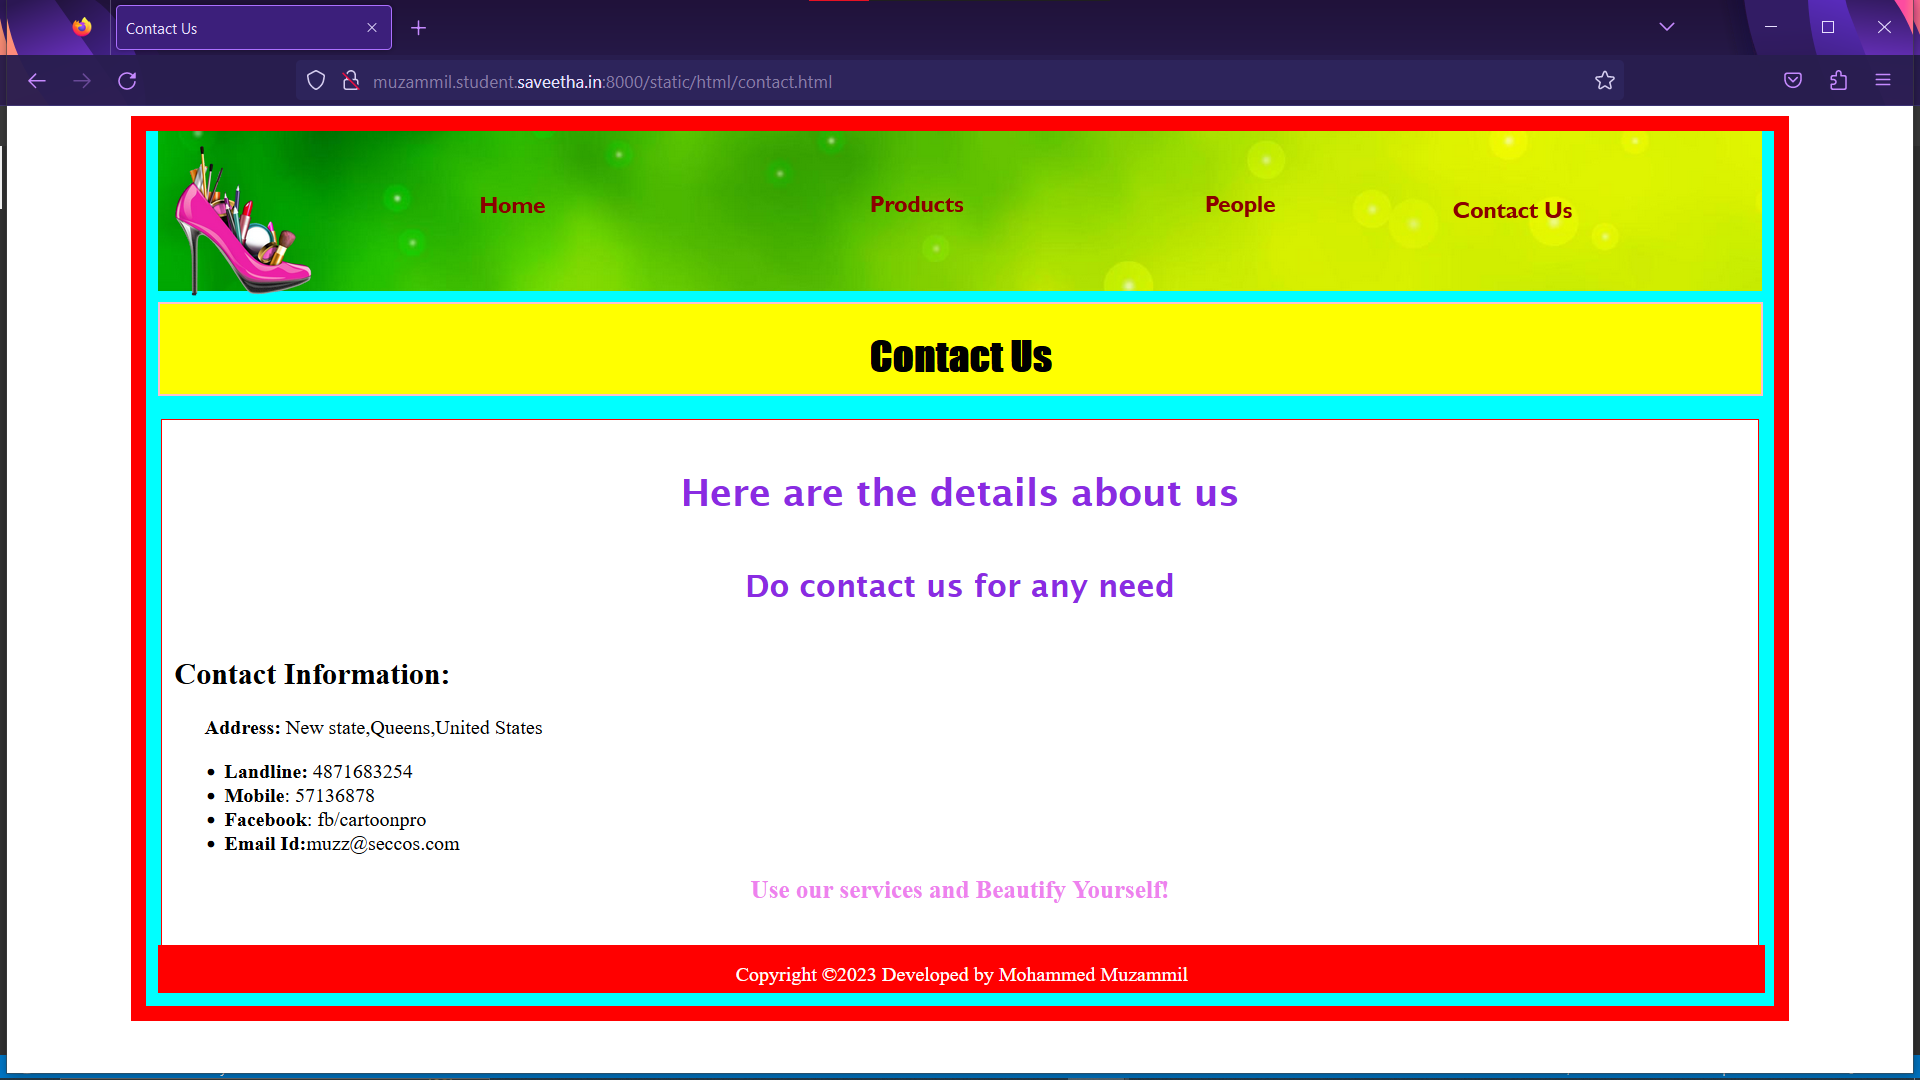 Contact Us
muzammil.student.saveetha.in:8000/static/html/contact.html
Home Products People Contact Us
Contact Us
Here are the details about us
Do contact us for any need
Contact Information:
Address: New state,Queens,United States
Landline: 4871683254
Mobile: 57136878
Facebook: fb/cartoonpro
Email Id:muzz@seccos.com
Use our services and Beautify Yourself!
Copyright ©2023 Developed by Mohammed Muzammil